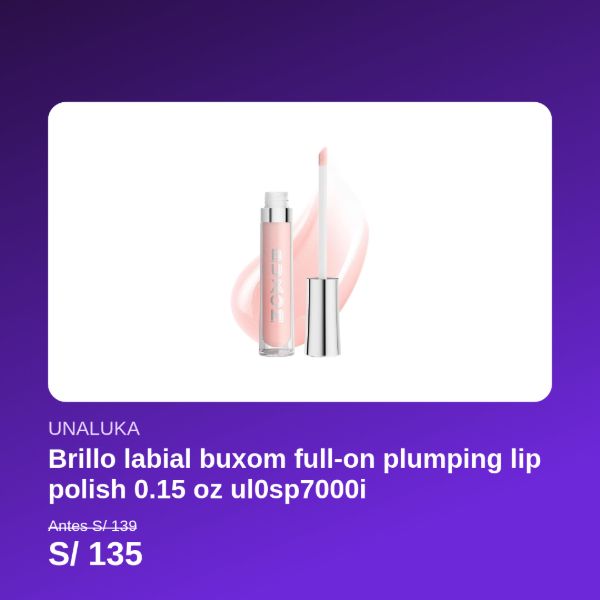 BUXOM
UNALUKA
Brillo labial buxom full-on plumping lip
polish 0.15 oz ul0sp7000i
Antes S/ 139
S/ 135